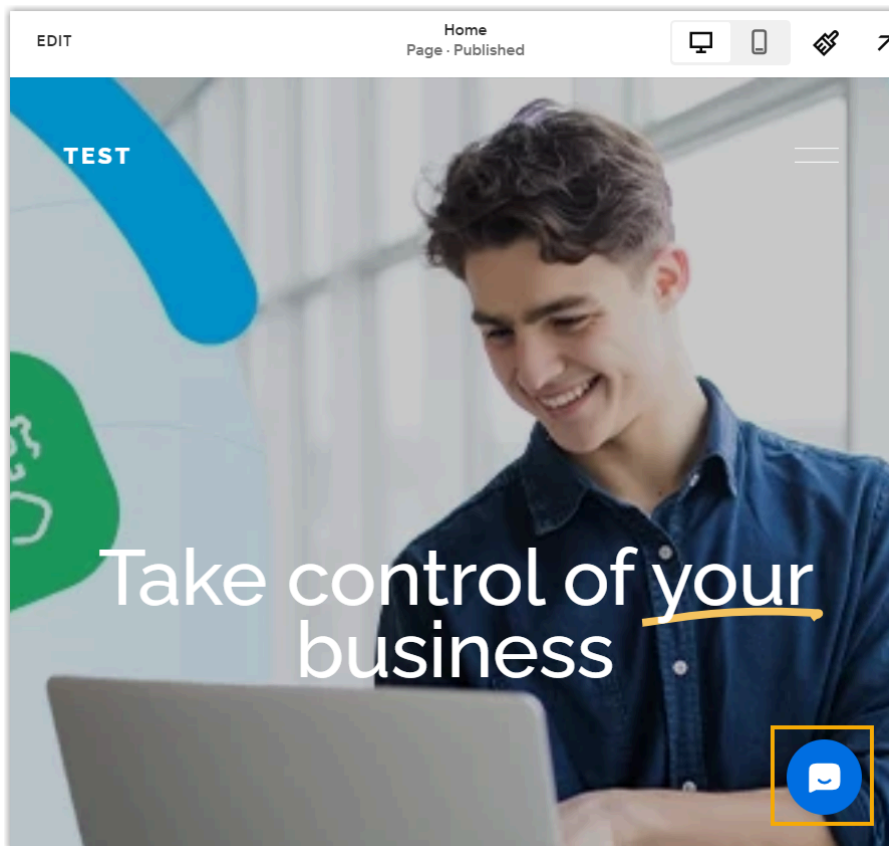 EDIT
Home
Page · Published
TEST
Take control of your
business